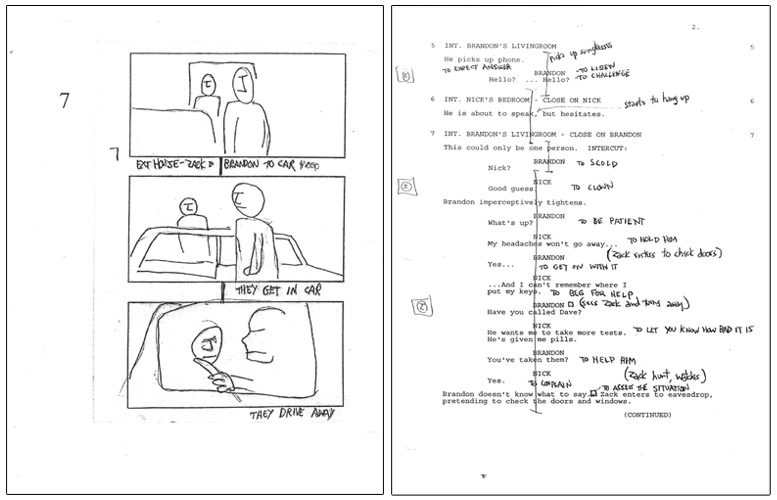 7
7
EXT HOUSE - ZACK & BRANDON TO CAR
THEY GET IN CAR
THEY DRIVE AWAY
2.
5 INT. BRANDON'S LIVINGROOM 5
picks up sunglasses
He picks up phone.
TO EXPECT ANSWER
BRANDON -TO LISTEN
Hello? ... Hello? -TO CHALLENGE
6 INT. NICK'S BEDROOM - CLOSE ON NICK 6
starts to hang up
He is about to speak, but hesitates.
7 INT. BRANDON'S LIVINGROOM - CLOSE ON BRANDON 7
This could only be one person. INTERCUT:
BRANDON TO SCOLD
Nick?
NICK
Good guess. TO CLOWN
Brandon imperceptively tightens.
BRANDON
What's up? TO BE PATIENT
NICK
My headaches won't go away... TO HOLD HIM
BRANDON (Zack enters to check doors)
Yes... TO GET ON WITH IT
NICK
...And I can't remember where I
put my keys. TO BEG FOR HELP
BRANDON (sees Zack and turns away)
Have you called Dave?
NICK
He wants me to take more tests. TO LET YOU KNOW HOW BAD IT IS
He's given me pills.
BRANDON
You've taken them? TO HELP HIM
NICK (Zack hunt, watches)
Yes. TO COMPLAIN
TO ASSESS THE SITUATION
Brandon doesn't know what to say. Zack enters to eavesdrop,
pretending to check the doors and windows.
(CONTINUED)